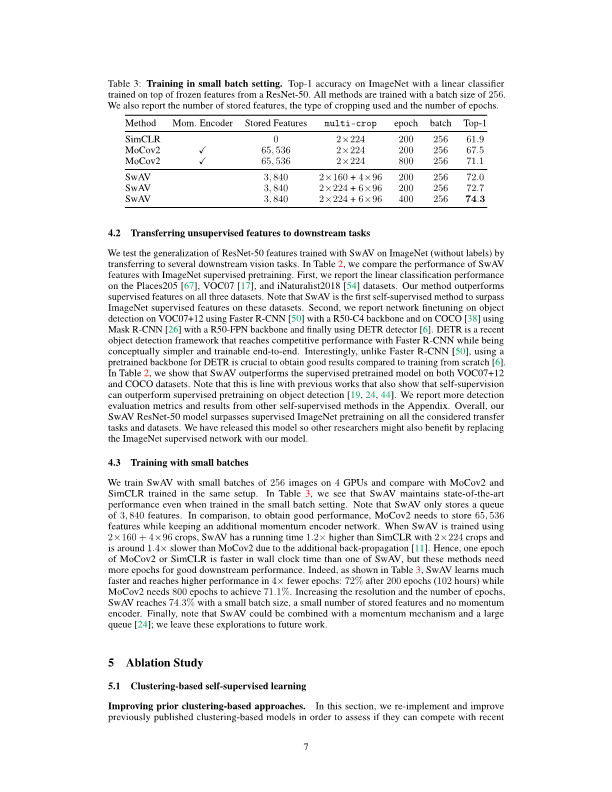 Table 3: Training in small batch setting. Top-1 accuracy on ImageNet with a linear classifier
trained on top of frozen features from a ResNet-50. All methods are trained with a batch size of 256.
We also report the number of stored features, the type of cropping used and the number of epochs.
Method Mom. Encoder Stored Features multi-crop epoch batch Top-1
SimCLR 0 2×224 200 256 61.9
MoCov2 ✓ 65,536 2×224 200 256 67.5
MoCov2 ✓ 65,536 2×224 800 256 71.1
SwAV 3,840 2×160 + 4×96 200 256 72.0
SwAV 3,840 2×224 + 6×96 200 256 72.7
SwAV 3,840 2×224 + 6×96 400 256 74.3
4.2 Transferring unsupervised features to downstream tasks
We test the generalization of ResNet-50 features trained with SwAV on ImageNet (without labels) by
transferring to several downstream vision tasks. In Table 2, we compare the performance of SwAV
features with ImageNet supervised pretraining. First, we report the linear classification performance
on the Places205 [67], VOC07 [17], and iNaturalist2018 [54] datasets. Our method outperforms
supervised features on all three datasets. Note that SwAV is the first self-supervised method to surpass
ImageNet supervised features on these datasets. Second, we report network finetuning on object
detection on VOC07+12 using Faster R-CNN [50] with a R50-C4 backbone and on COCO [38] using
Mask R-CNN [26] with a R50-FPN backbone and finally using DETR detector [6]. DETR is a recent
object detection framework that reaches competitive performance with Faster R-CNN while being
conceptually simpler and trainable end-to-end. Interestingly, unlike Faster R-CNN [50], using a
pretrained backbone for DETR is crucial to obtain good results compared to training from scratch [6].
In Table 2, we show that SwAV outperforms the supervised pretrained model on both VOC07+12
and COCO datasets. Note that this is line with previous works that also show that self-supervision
can outperform supervised pretraining on object detection [19, 24, 44]. We report more detection
evaluation metrics and results from other self-supervised methods in the Appendix. Overall, our
SwAV ResNet-50 model surpasses supervised ImageNet pretraining on all the considered transfer
tasks and datasets. We have released this model so other researchers might also benefit by replacing
the ImageNet supervised network with our model.
4.3 Training with small batches
We train SwAV with small batches of 256 images on 4 GPUs and compare with MoCov2 and
SimCLR trained in the same setup. In Table 3, we see that SwAV maintains state-of-the-art
performance even when trained in the small batch setting. Note that SwAV only stores a queue
of 3,840 features. In comparison, to obtain good performance, MoCov2 needs to store 65,536
features while keeping an additional momentum encoder network. When SwAV is trained using
2×160 + 4×96 crops, SwAV has a running time 1.2× higher than SimCLR with 2×224 crops and
is around 1.4× slower than MoCov2 due to the additional back-propagation [11]. Hence, one epoch
of MoCov2 or SimCLR is faster in wall clock time than one of SwAV, but these methods need
more epochs for good downstream performance. Indeed, as shown in Table 3, SwAV learns much
faster and reaches higher performance in 4× fewer epochs: 72% after 200 epochs (102 hours) while
MoCov2 needs 800 epochs to achieve 71.1%. Increasing the resolution and the number of epochs,
SwAV reaches 74.3% with a small batch size, a small number of stored features and no momentum
encoder. Finally, note that SwAV could be combined with a momentum mechanism and a large
queue [24]; we leave these explorations to future work.
5 Ablation Study
5.1 Clustering-based self-supervised learning
Improving prior clustering-based approaches. In this section, we re-implement and improve
previously published clustering-based models in order to assess if they can compete with recent
7